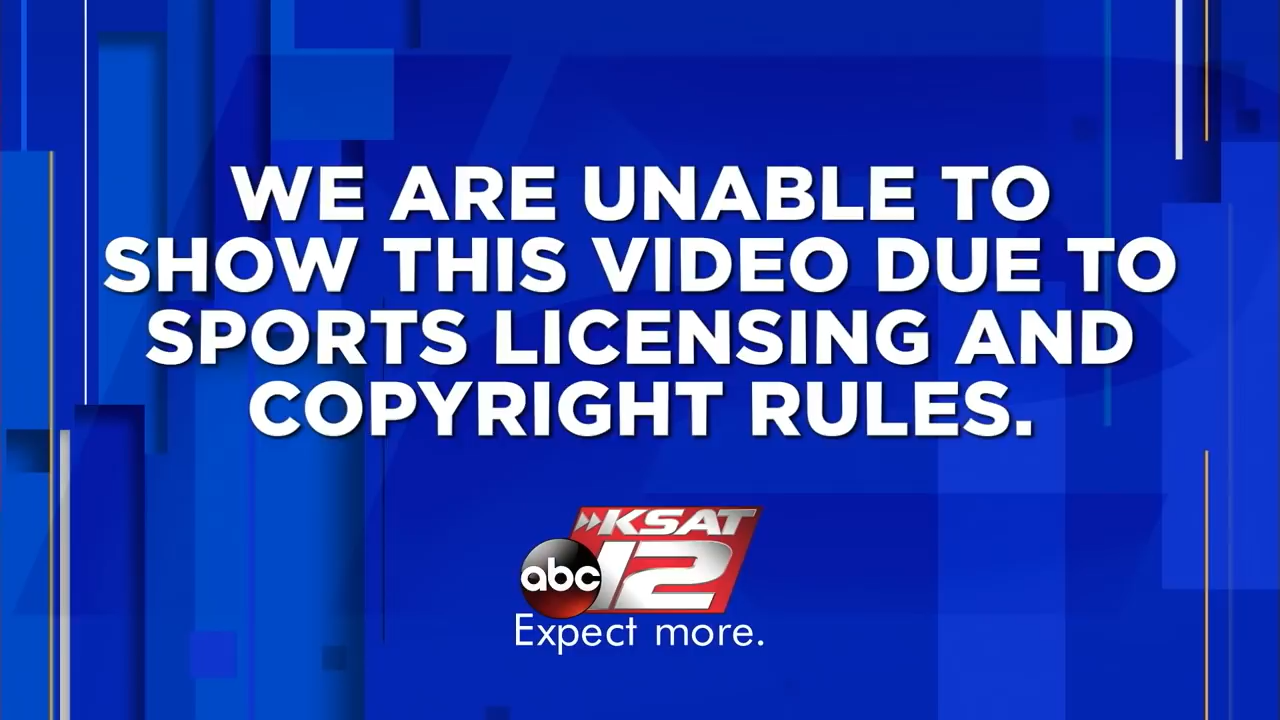 WE ARE UNABLE TO
SHOW THIS VIDEO DUE TO
SPORTS LICENSING AND
COPYRIGHT RULES.
KSAT
abc 12
Expect more.